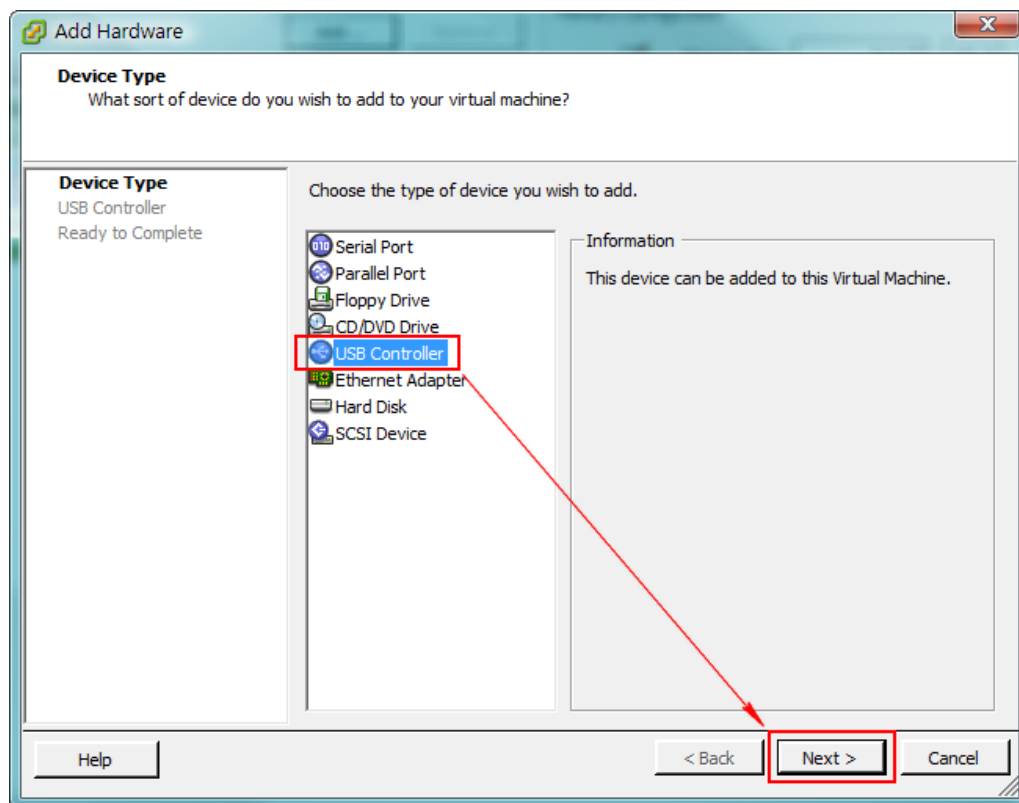 Add Hardware
X
Device Type
What sort of device do you wish to add to your virtual machine?
Device Type
USB Controller
Ready to Complete
Choose the type of device you wish to add.
Serial Port
Parallel Port
Floppy Drive
CD/DVD Drive
USB Controller
Ethernet Adapter
Hard Disk
SCSI Device
Information
This device can be added to this Virtual Machine.
Help
< Back
Next >
Cancel